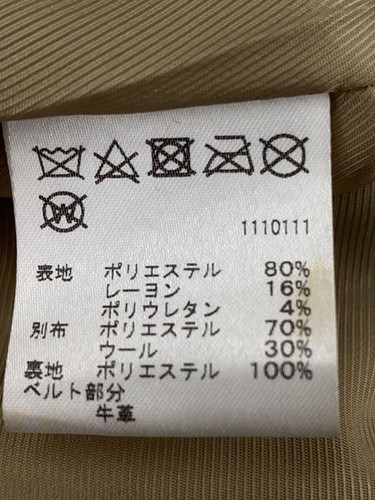 W
1110111
表地 ポリエステル 80%
レーヨン 16%
ポリウレタン 4%
別布 ポリエステル 70%
ウール 30%
裏地 ポリエステル 100%
ベルト部分
牛革